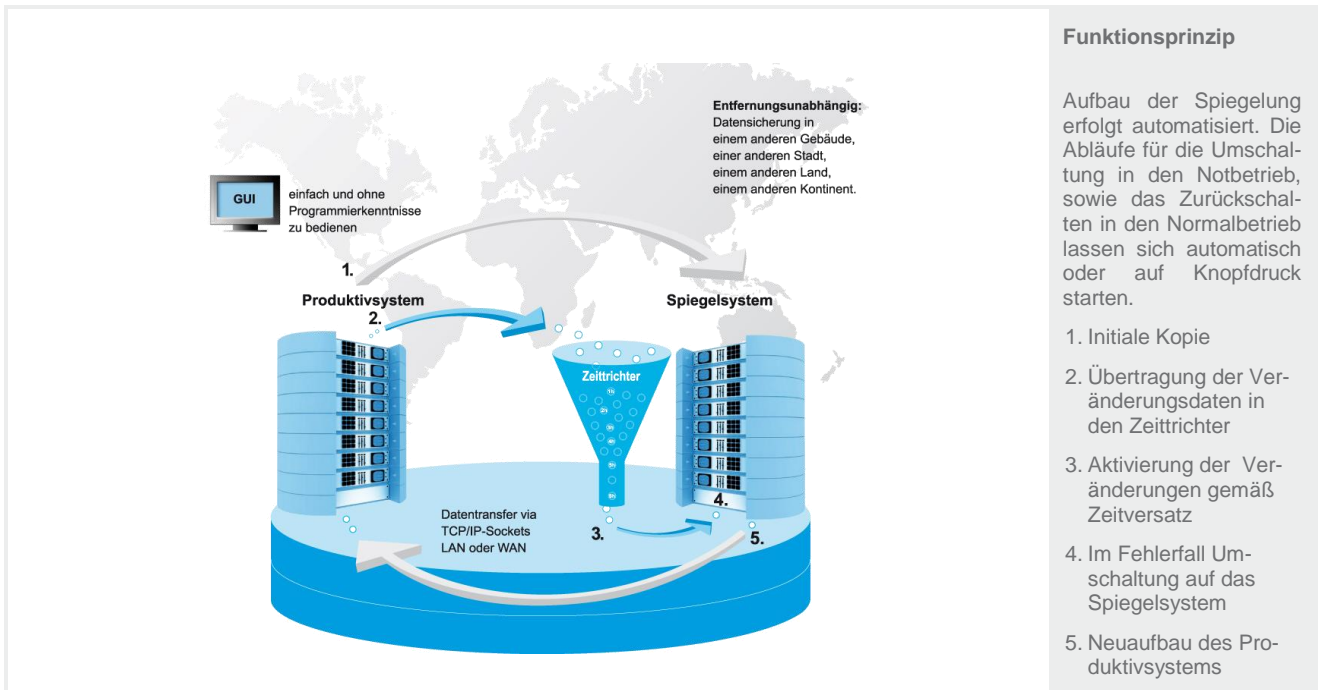 Entfernungsunabhängig:
Datensicherung in
einem anderen Gebäude,
einer anderen Stadt,
einem anderen Land,
einem anderen Kontinent.
GUI
einfach und ohne
Programmierkenntnisse
zu bedienen
1.
Produktivsystem
2.
Spiegelsystem
Zeittrichter
Datentransfer via
TCP/IP-Sockets
LAN oder WAN
3.
4.
5.
Funktionsprinzip
Aufbau der Spiegelung
erfolgt automatisiert. Die
Abläufe für die Umschal-
tung in den Notbetrieb,
sowie das Zurückschal-
ten in den Normalbetrieb
lassen sich automatisch
oder auf Knopfdruck
starten.
1. Initiale Kopie
2. Übertragung der Ver-
änderungsdaten in
den Zeittrichter
3. Aktivierung der Ver-
änderungen gemäß
Zeitversatz
4. Im Fehlerfall Um-
schaltung auf das
Spiegelsystem
5. Neuaufbau des Pro-
duktivsystems